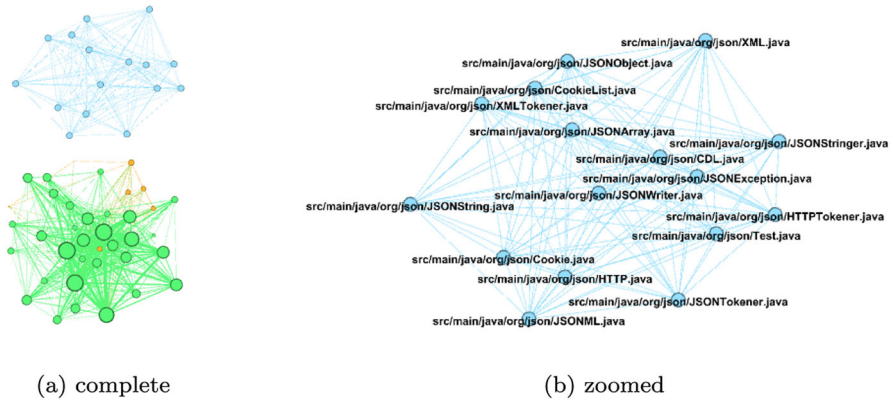 src/main/java/org/json/XML.java
src/main/java/org/json/JSONObject.java
src/main/java/org/json/CookieList.java
src/main/java/org/json/XMLTokener.java
src/main/java/org/json/JSONArray.java
src/main/java/org/json/JSONStringer.java
src/main/java/org/json/CDL.java
src/main/java/org/json/JSONException.java
src/main/java/org/json/JSONWriter.java
src/main/java/org/json/JSONString.java
src/main/java/org/json/HTTPTokener.java
src/main/java/org/json/Test.java
src/main/java/org/json/Cookie.java
src/main/java/org/json/HTTP.java
src/main/java/org/json/JSONTokener.java
src/main/java/org/json/JSONML.java
(a) complete
(b) zoomed